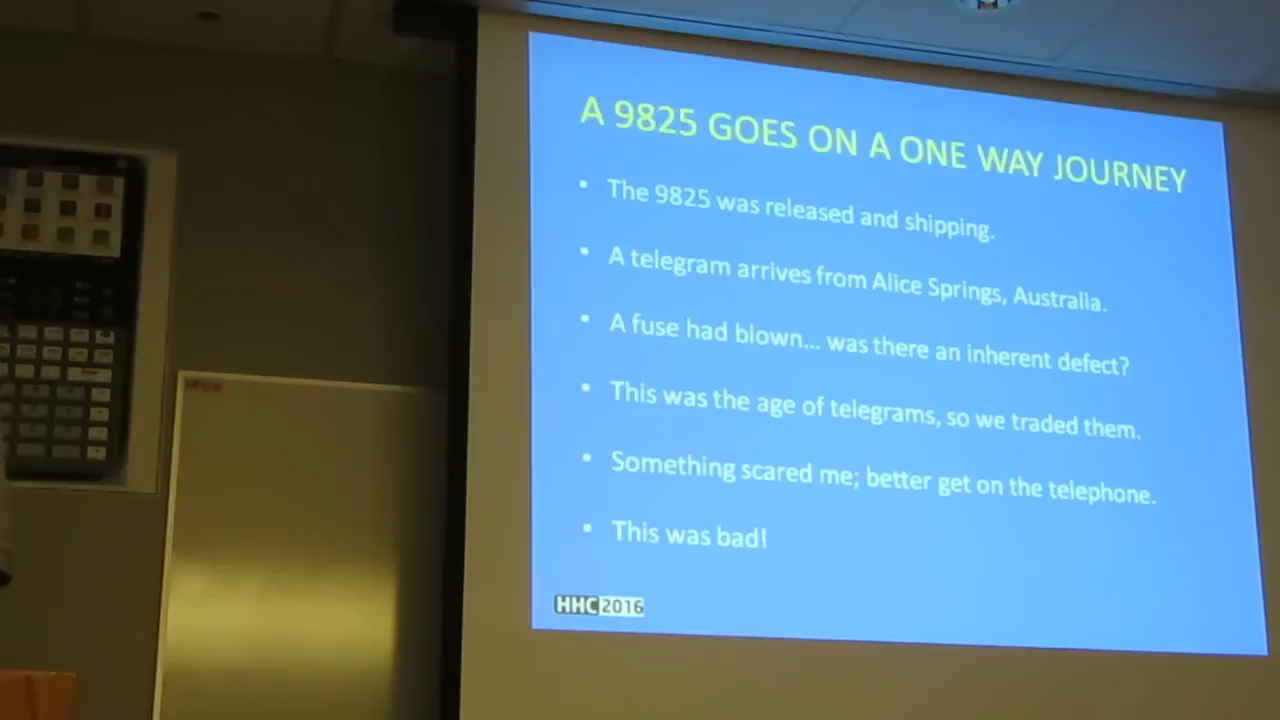 A 9825 GOES ON A ONE WAY JOURNEY
• The 9825 was released and shipping.
• A telegram arrives from Alice Springs, Australia.
• A fuse had blown... was there an inherent defect?
• This was the age of telegrams, so we traded them.
• Something scared me; better get on the telephone.
• This was bad!
HHC 2016